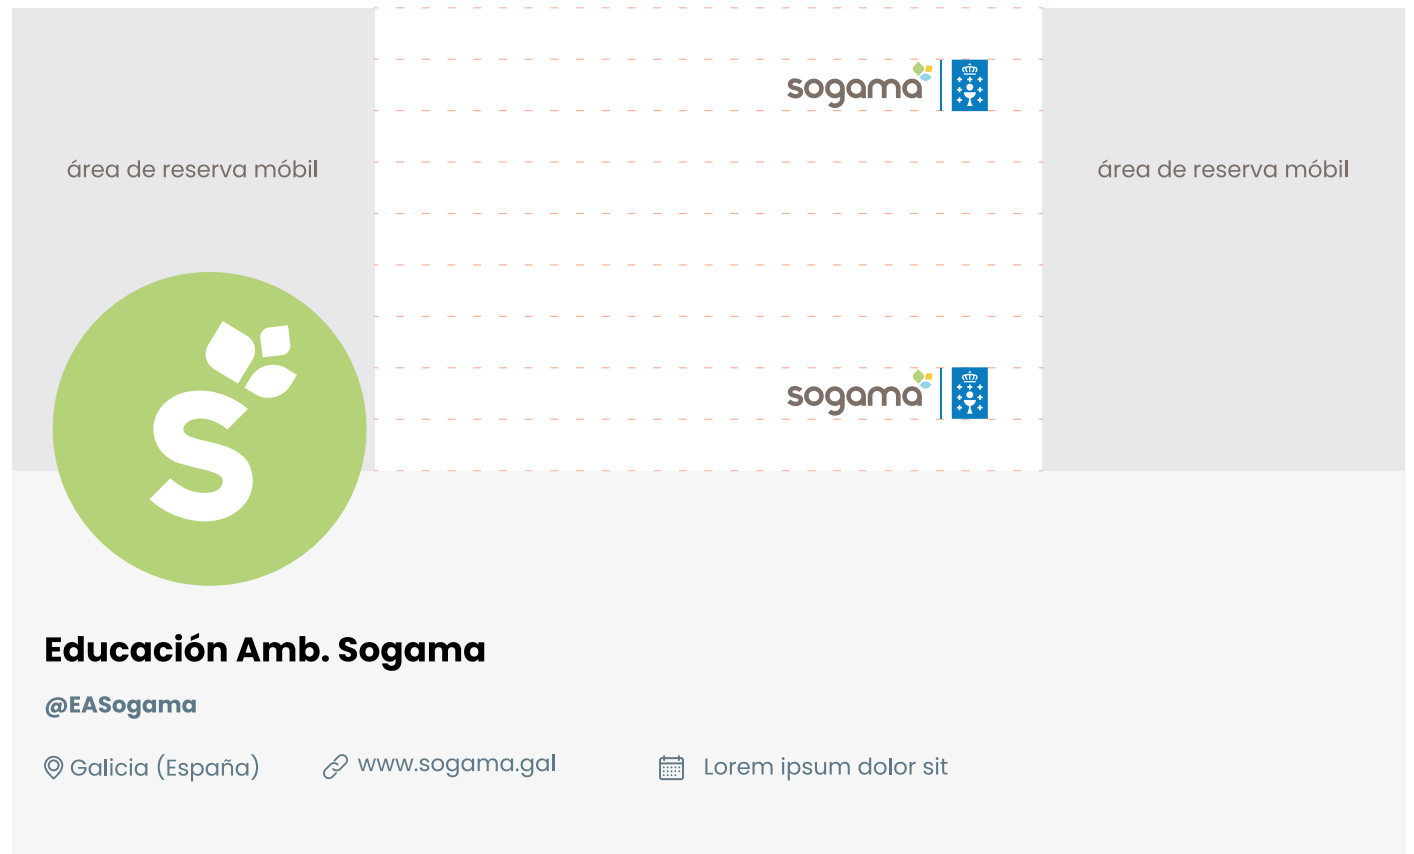 sogama
área de reserva móbil
área de reserva móbil
sogama
S
Educación Amb. Sogama
@EASogama
Galicia (España)
www.sogama.gal
Lorem ipsum dolor sit